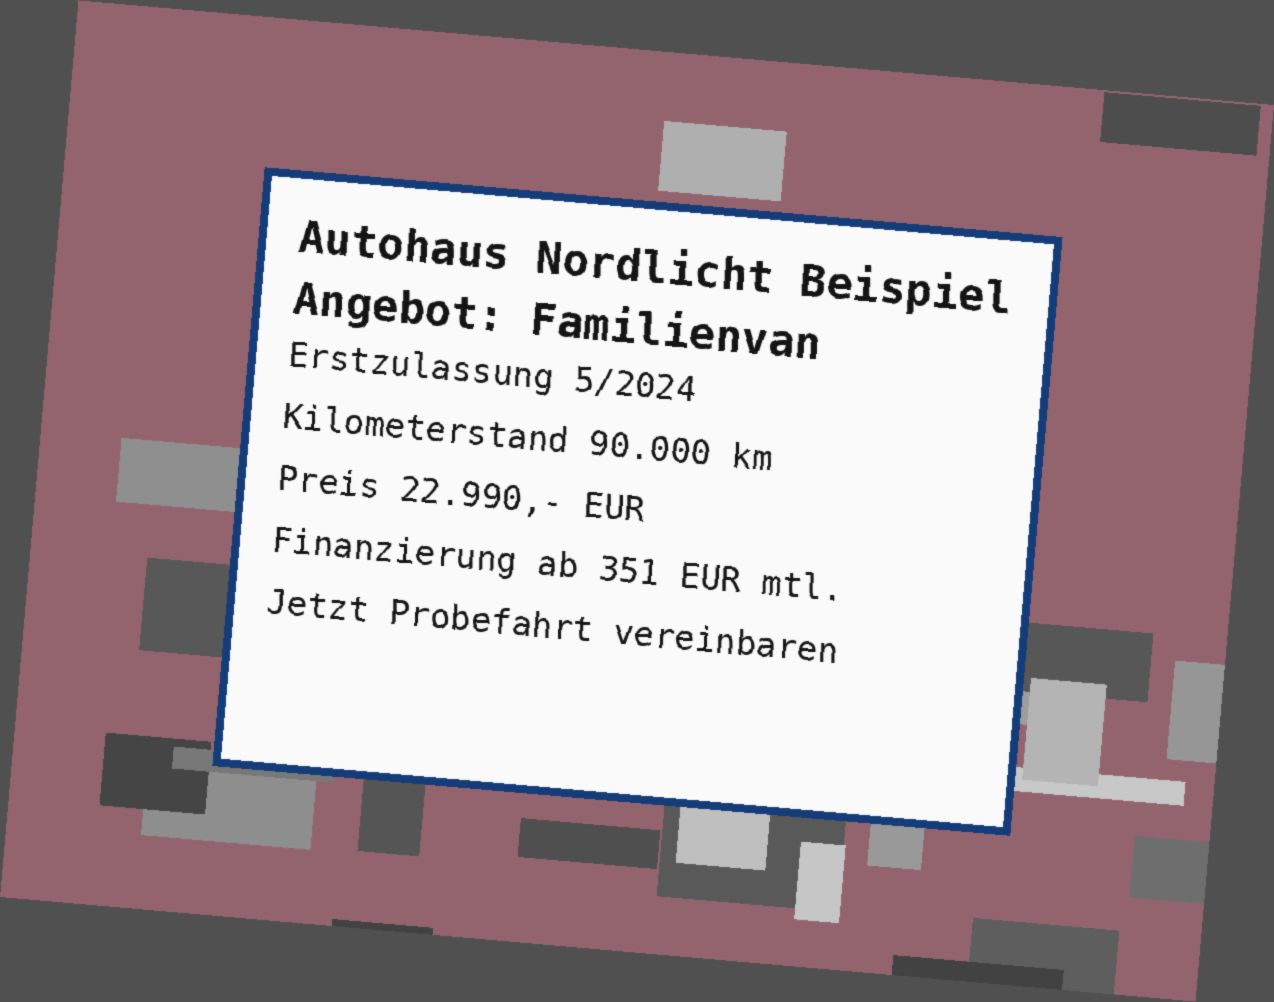 Autohaus Nordlicht Beispiel
Angebot: Familienvan
Erstzulassung 5/2024
Kilometerstand 90.000 km
Preis 22.990,- EUR
Finanzierung ab 351 EUR mtl.
Jetzt Probefahrt vereinbaren